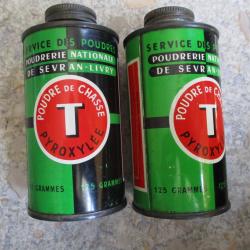 SERVICE DES POUDRES
POUDRERIE NATIONALE
DE SEVRAN-LIVRY
POUDRE DE CHASSE
T
PYROXYLÉE
125 GRAMMES
SERVICE DES
POUDRERIE NATIONALE
DE SEVRAN-LIVRY
POUDRE DE CHASSE
T
PYROXYLÉE
125 GRAMMES